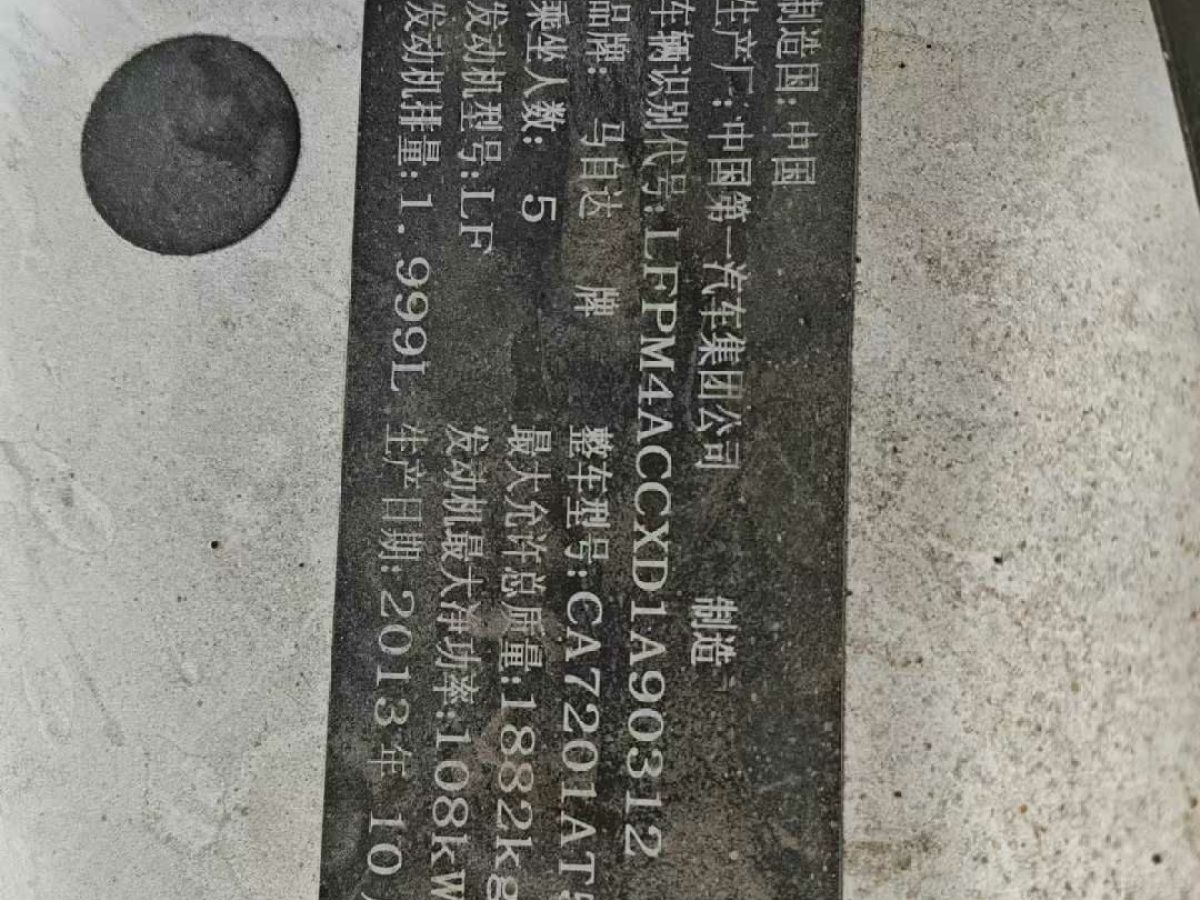 制造国:中国
生产厂:中国第一汽车集团公司 制造
车辆识别代号:LFPM4ACCXD1A90312
品牌: 马自达 牌 整车型号:CA7201AT5
乘坐人数: 5 最大允许总质量:1882kg
发动机型号:LF 发动机最大净功率:108kW
发动机排量:1.999L 生产日期:2013年 10